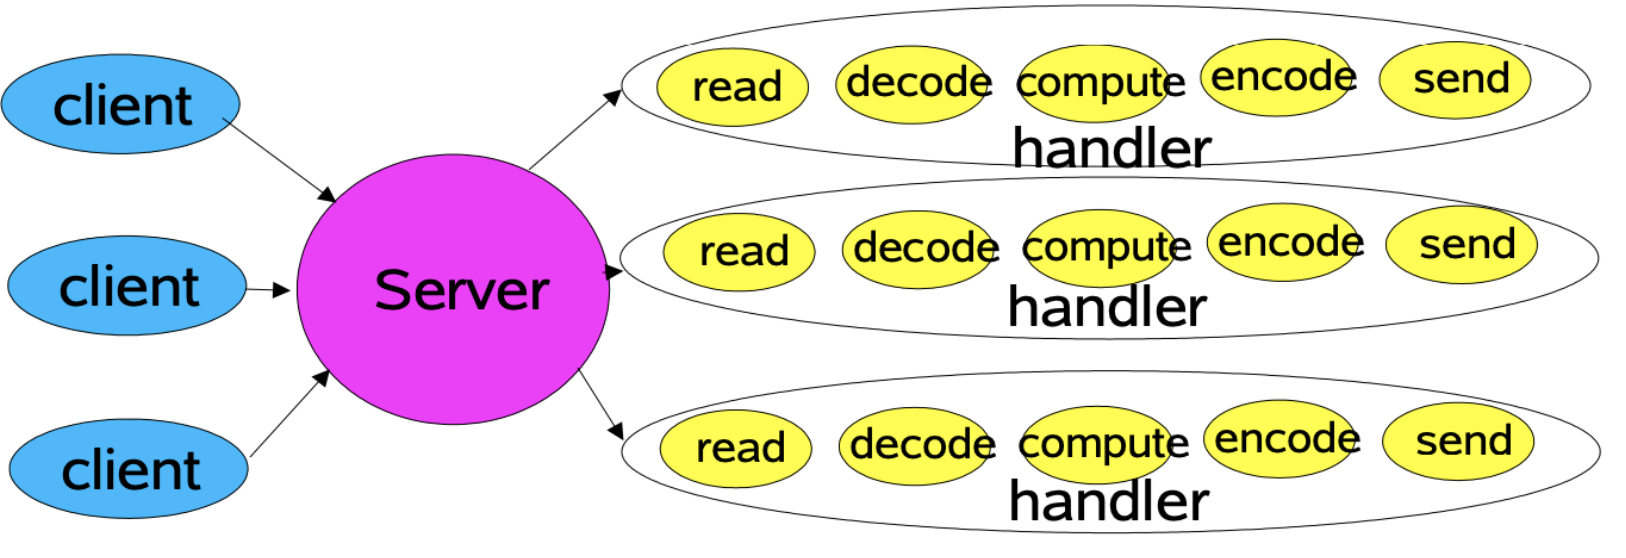 client
client
client
Server
read decode compute encode send
handler
read decode compute encode send
handler
read decode compute encode send
handler